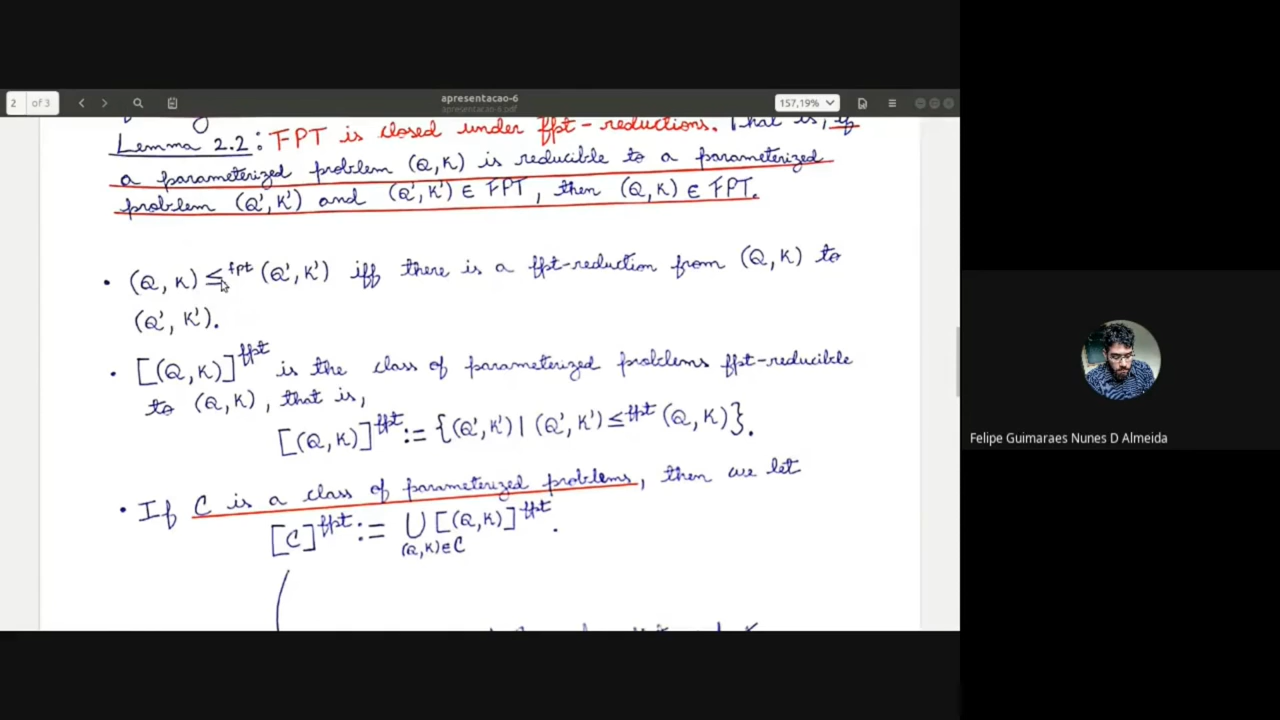 apresentacao-6
apresentacao-6.pdf
2 of 3
157,19%
Lemma 2.2: FPT is closed under fpt-reductions. That is, if
a parameterized problem (Q,K) is reducible to a parameterized
problem (Q',K') and (Q',K') ∈ FPT, then (Q,K) ∈ FPT.
• (Q,K) ≤^fpt (Q',K') iff there is a fpt-reduction from (Q,K) to
(Q',K').
• [(Q,K)]^fpt is the class of parameterized problems fpt-reducible
to (Q,K), that is,
[(Q,K)]^fpt := {(Q',K') | (Q',K') ≤^fpt (Q,K)}.
• If C is a class of parameterized problems, then we let
[C]^fpt := ⋃ [(Q,K)]^fpt.
(Q,K)∈C
Felipe Guimaraes Nunes D Almeida